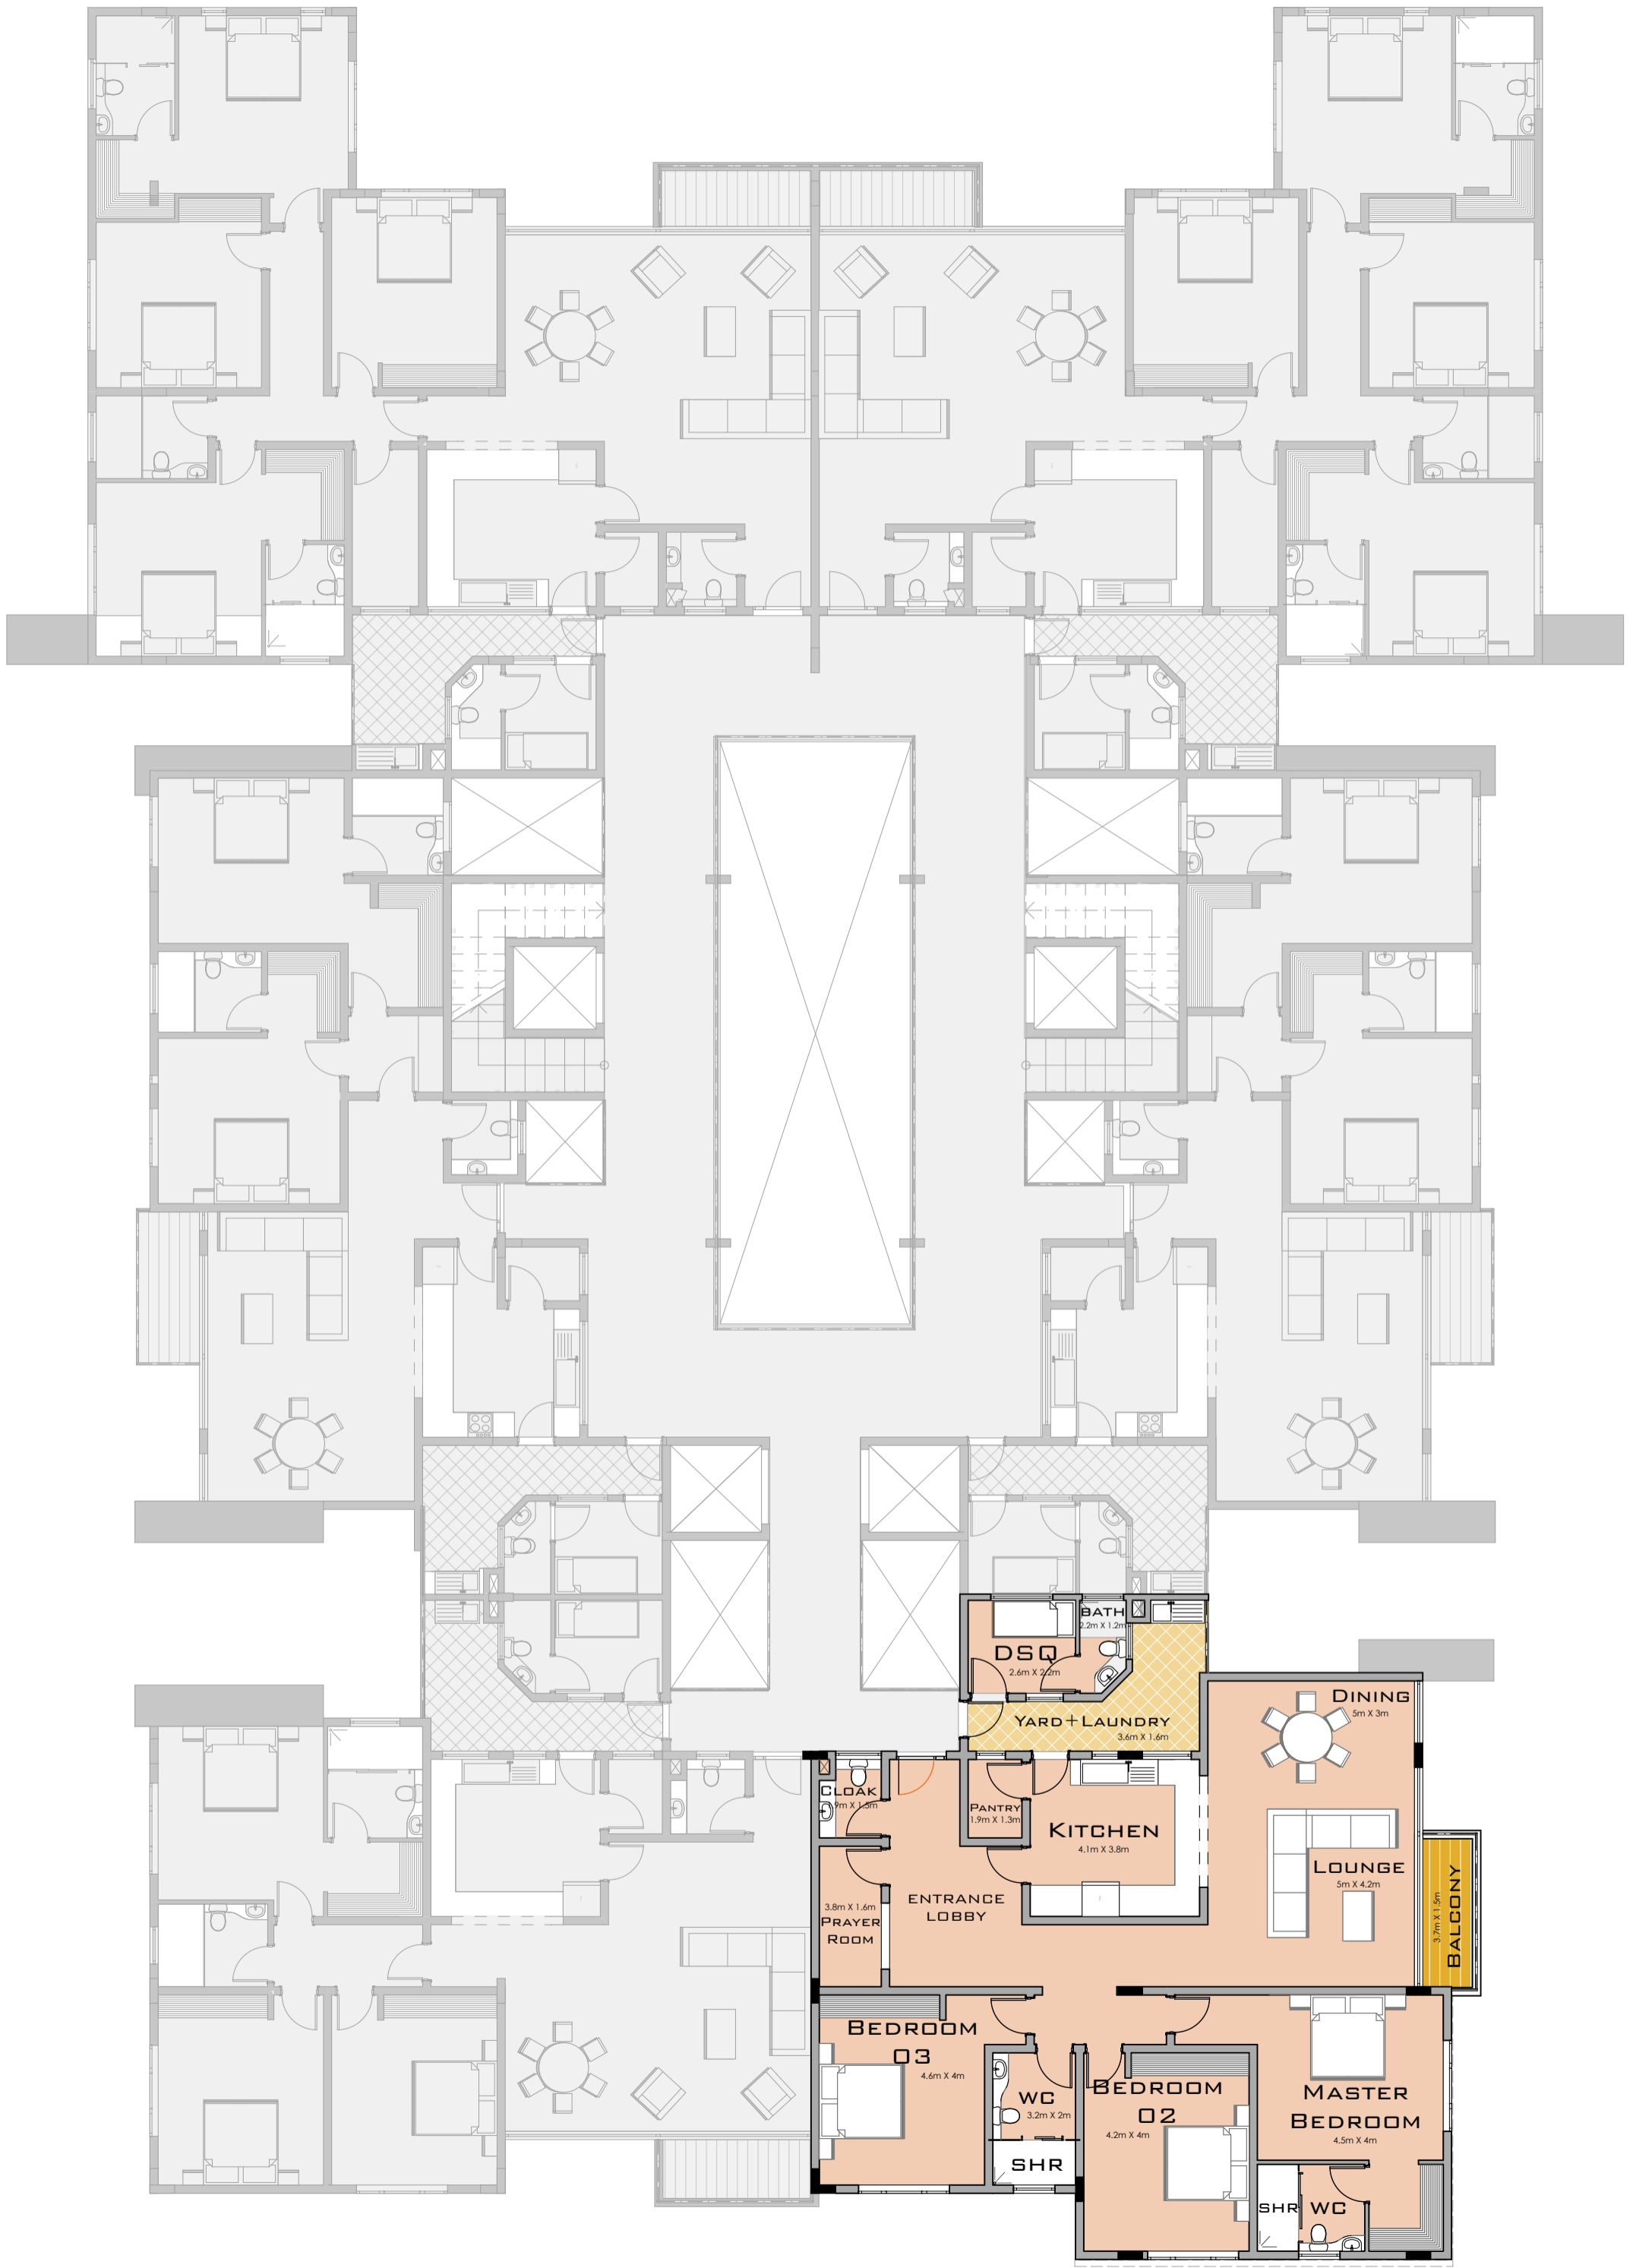 BATH
2.2m X 1.2m
DSQ
2.6m X 2.2m
DINING
5m X 3m
YARD+LAUNDRY
3.6m X 1.6m
CLOAK
.9m X 1.5m
PANTRY
1.9m X 1.3m
KITCHEN
4.1m X 3.8m
LOUNGE
5m X 4.2m
BALCONY
3.7m X 1.5m
ENTRANCE
LOBBY
3.8m X 1.6m
PRAYER
ROOM
BEDROOM
03
4.6m X 4m
WC
3.2m X 2m
SHR
BEDROOM
02
4.2m X 4m
MASTER
BEDROOM
4.5m X 4m
SHR
WC